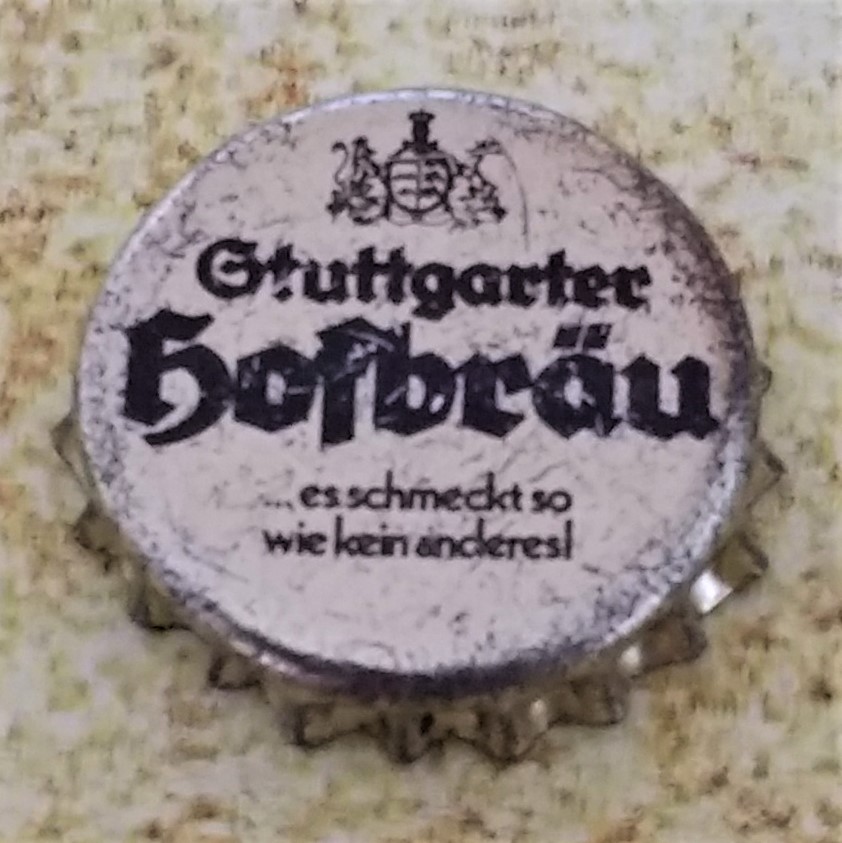 Stuttgarter
Hofbräu
...es schmeckt so
wie kein anderes!